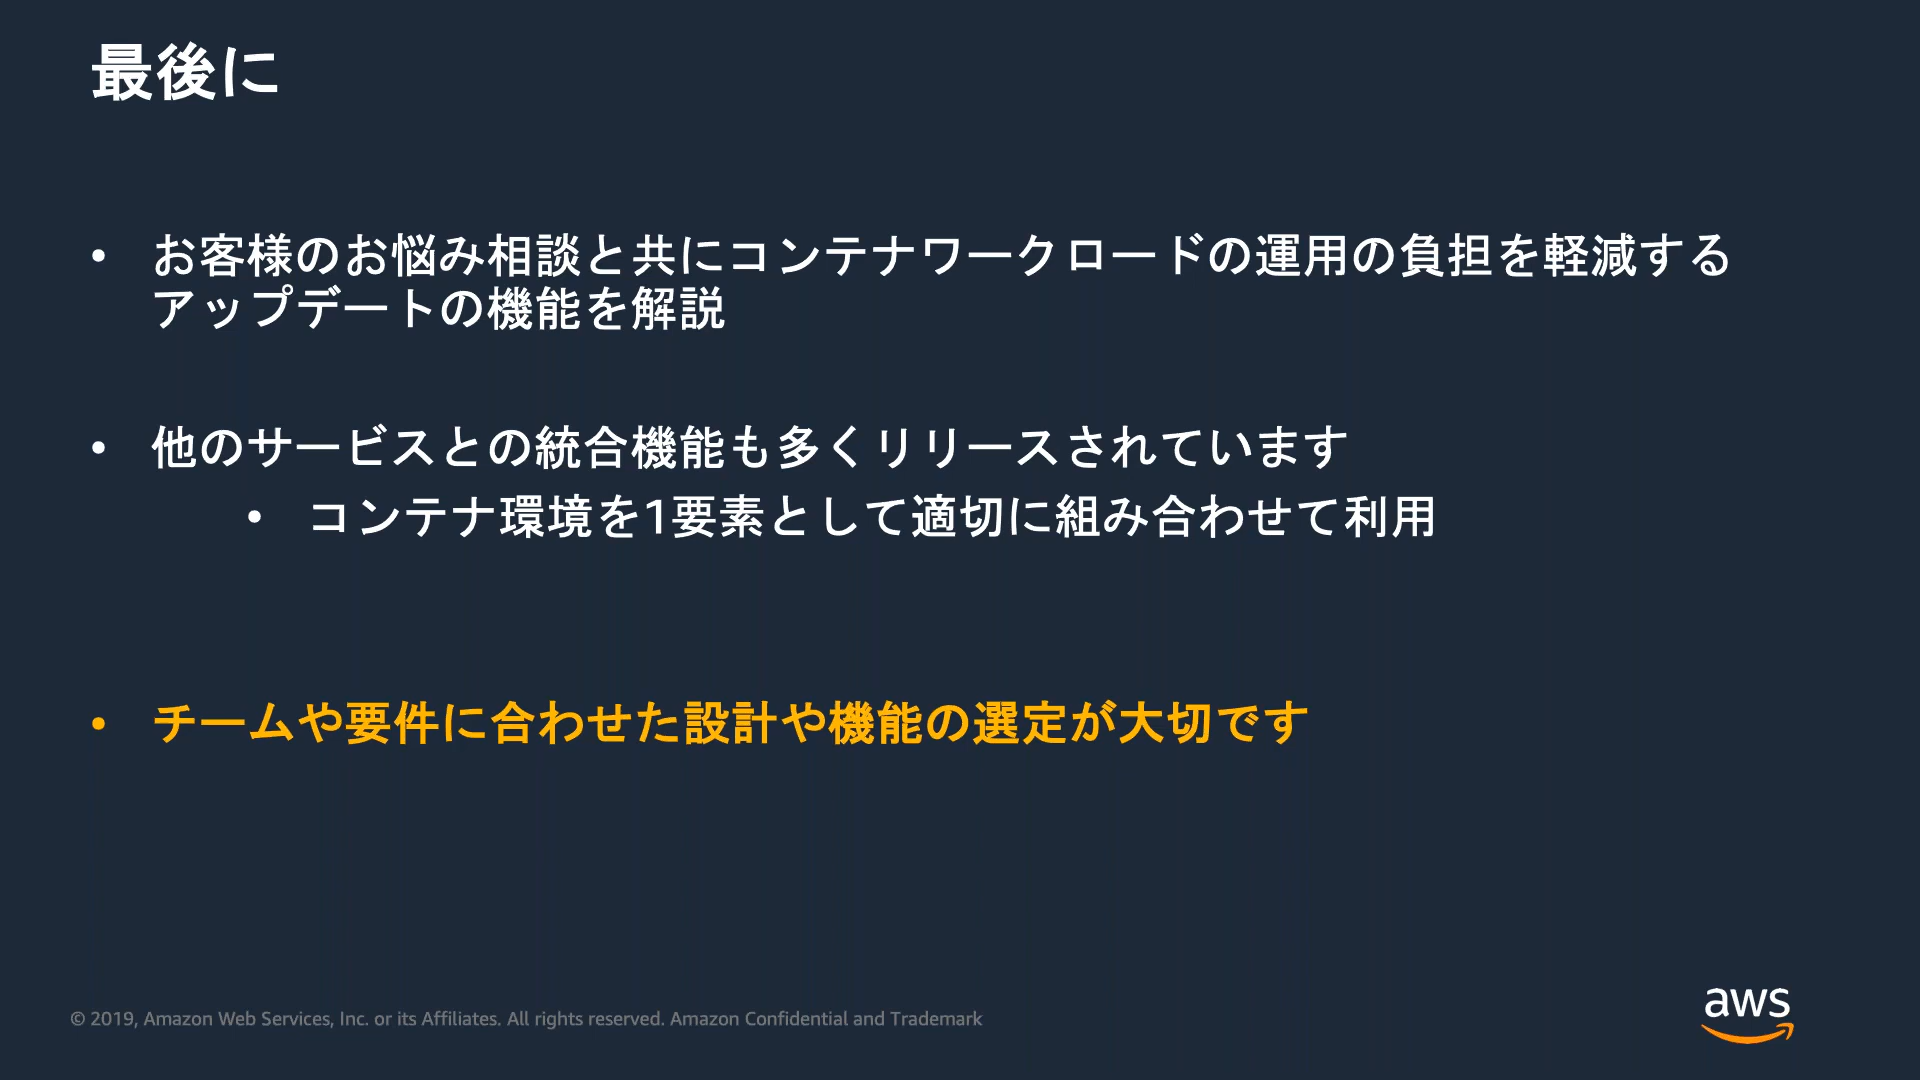 最後に
• お客様のお悩み相談と共にコンテナワークロードの運用の負担を軽減する
アップデートの機能を解説
• 他のサービスとの統合機能も多くリリースされています
• コンテナ環境を1要素として適切に組み合わせて利用
• チームや要件に合わせた設計や機能の選定が大切です
© 2019, Amazon Web Services, Inc. or its Affiliates. All rights reserved. Amazon Confidential and Trademark
aws